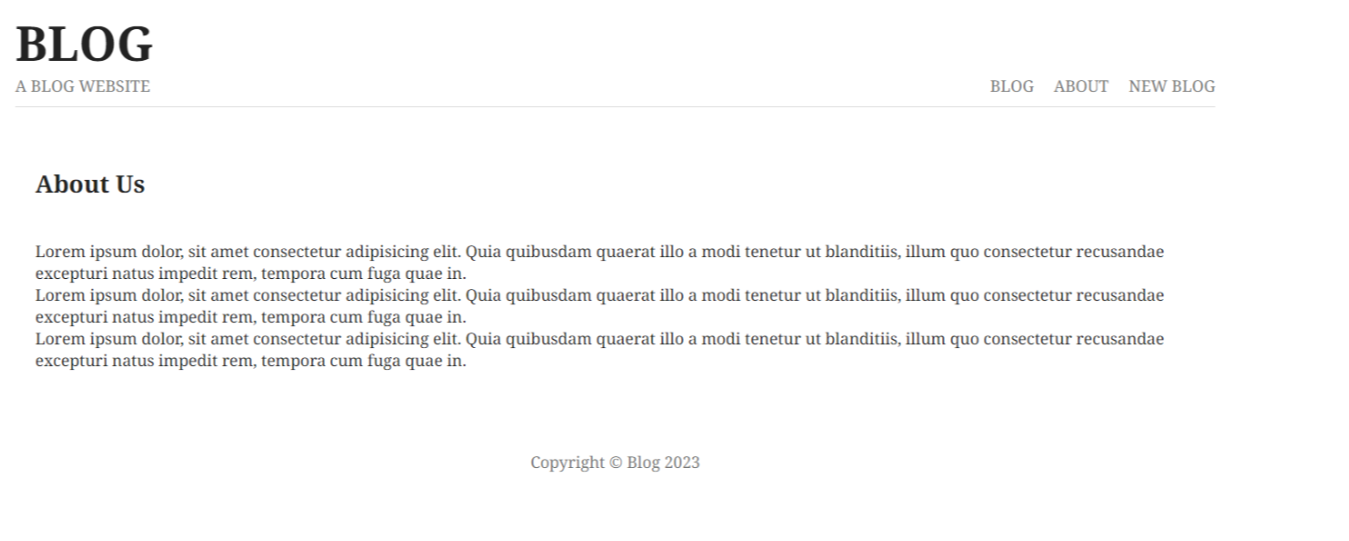 BLOG
A BLOG WEBSITE
BLOG ABOUT NEW BLOG
About Us
Lorem ipsum dolor, sit amet consectetur adipisicing elit. Quia quibusdam quaerat illo a modi tenetur ut blanditiis, illum quo consectetur recusandae
excepturi natus impedit rem, tempora cum fuga quae in.
Lorem ipsum dolor, sit amet consectetur adipisicing elit. Quia quibusdam quaerat illo a modi tenetur ut blanditiis, illum quo consectetur recusandae
excepturi natus impedit rem, tempora cum fuga quae in.
Lorem ipsum dolor, sit amet consectetur adipisicing elit. Quia quibusdam quaerat illo a modi tenetur ut blanditiis, illum quo consectetur recusandae
excepturi natus impedit rem, tempora cum fuga quae in.
Copyright © Blog 2023